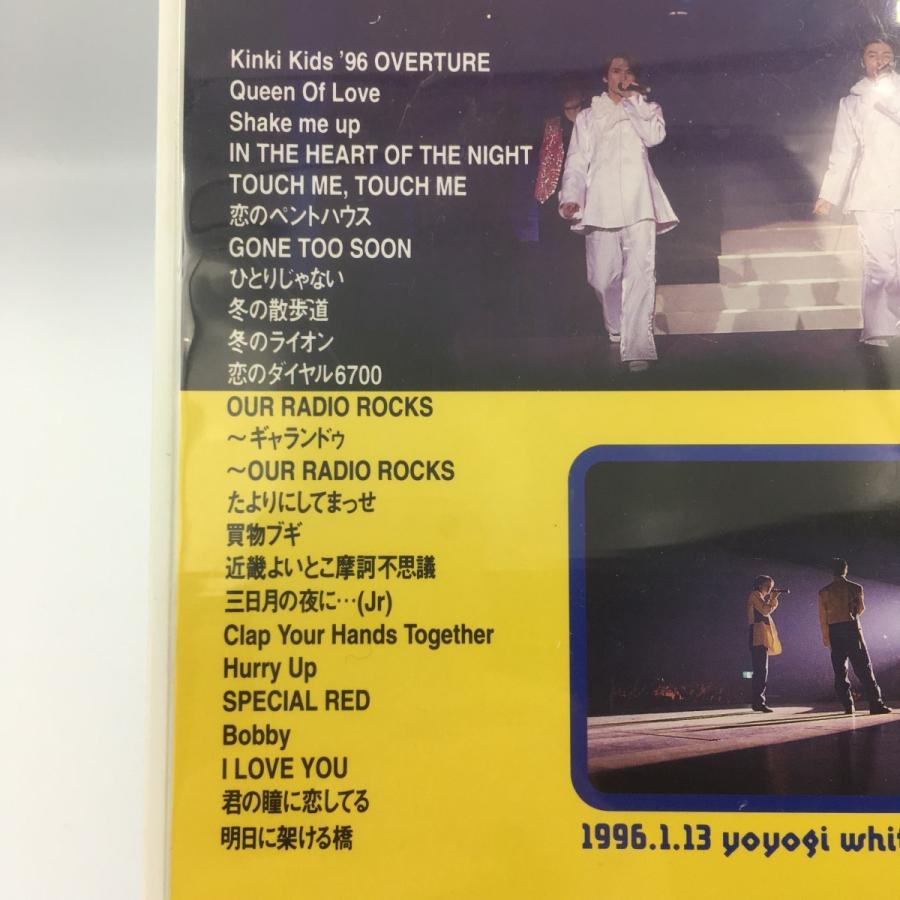 Kinki Kids '96 OVERTURE
Queen Of Love
Shake me up
IN THE HEART OF THE NIGHT
TOUCH ME, TOUCH ME
恋のペントハウス
GONE TOO SOON
ひとりじゃない
冬の散歩道
冬のライオン
恋のダイヤル6700
OUR RADIO ROCKS
～ギャランドゥ
～OUR RADIO ROCKS
たよりにしてまっせ
買物ブギ
近畿よいとこ摩訶不思議
三日月の夜に…(Jr)
Clap Your Hands Together
Hurry Up
SPECIAL RED
Bobby
I LOVE YOU
君の瞳に恋してる
明日に架ける橋
1996.1.13 yoyogi